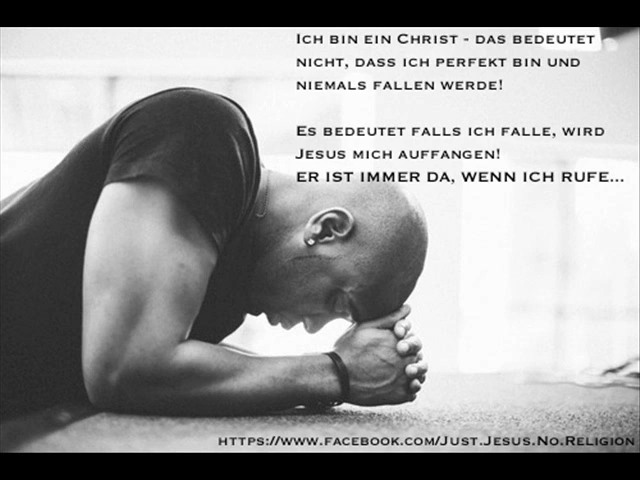 Ich bin ein Christ - das bedeutet
nicht, dass ich perfekt bin und
niemals fallen werde!
Es bedeutet falls ich falle, wird
Jesus mich auffangen!
ER IST IMMER DA, WENN ICH RUFE...
https://www.facebook.com/Just.Jesus.No.Religion